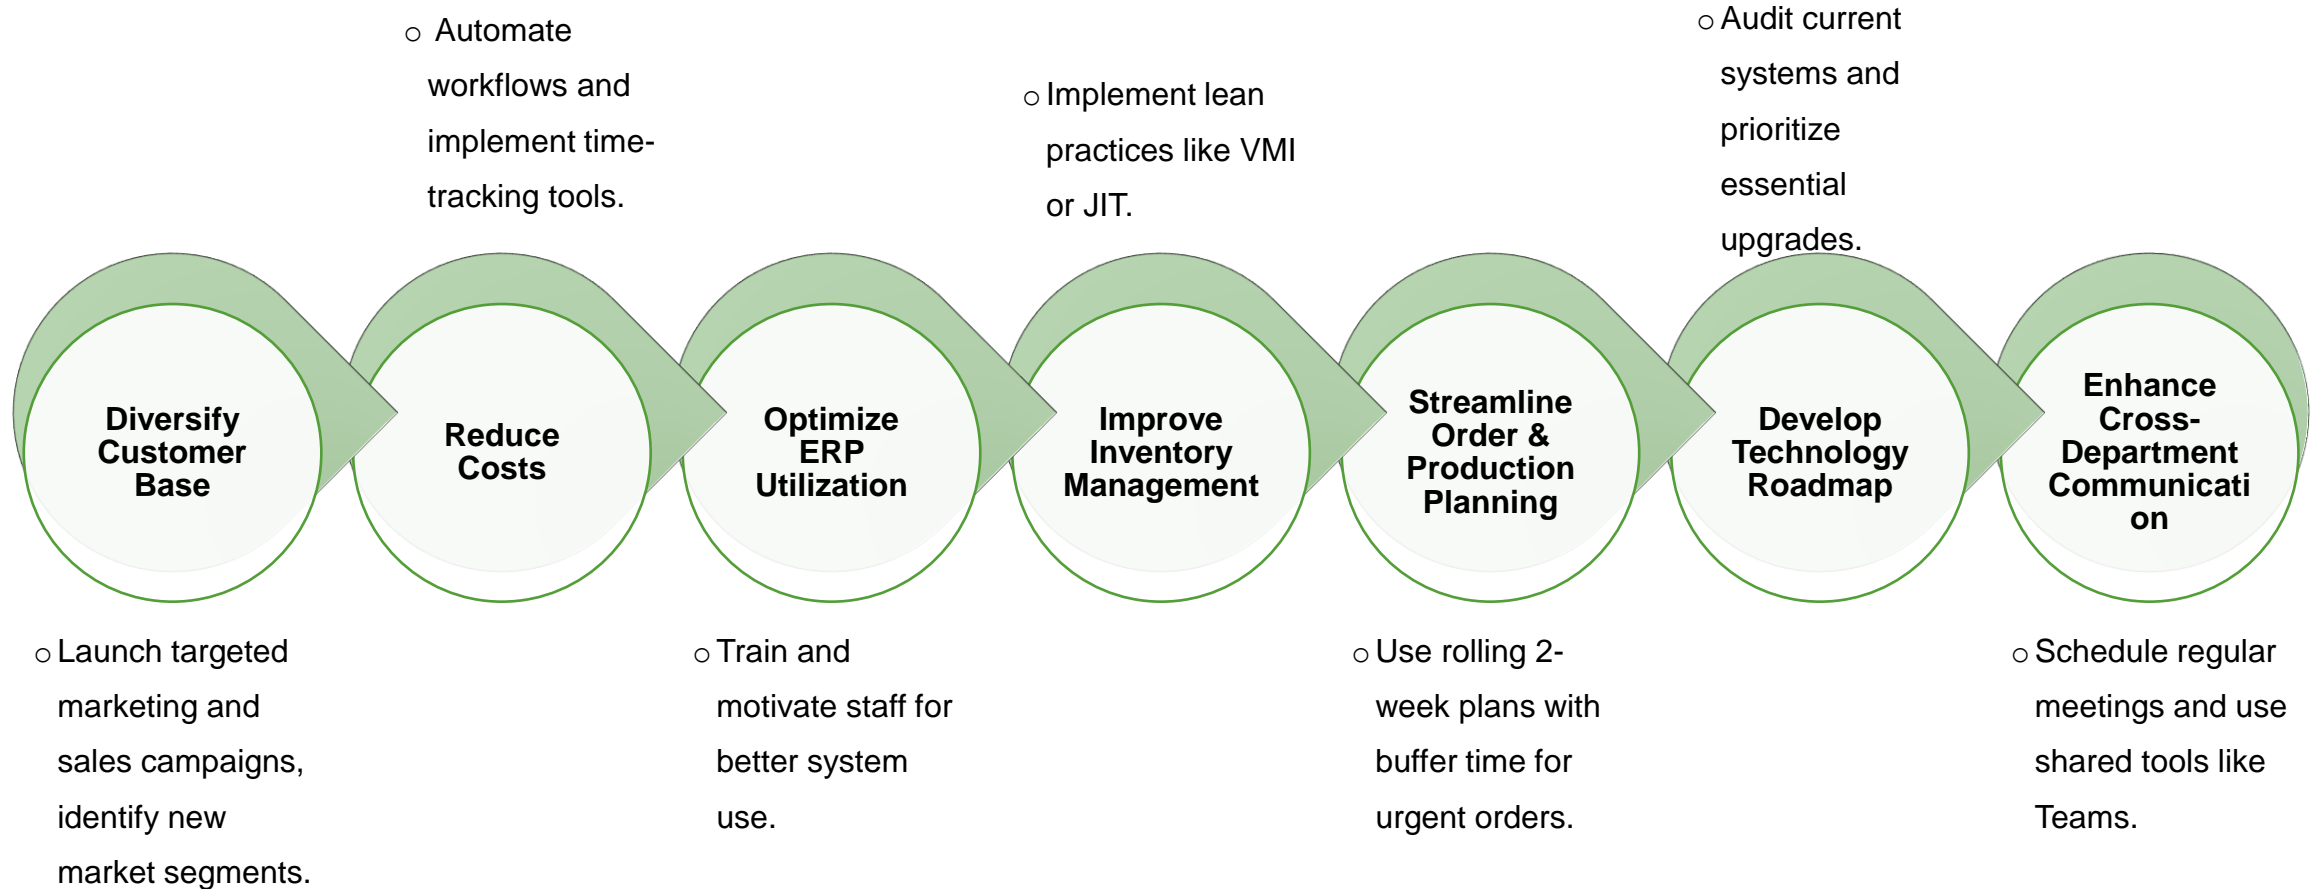 ○ Automate
workflows and
implement time-
tracking tools.
○ Implement lean
practices like VMI
or JIT.
○ Audit current
systems and
prioritize
essential
upgrades.
Diversify
Customer
Base
Reduce
Costs
Optimize
ERP
Utilization
Improve
Inventory
Management
Streamline
Order &
Production
Planning
Develop
Technology
Roadmap
Enhance
Cross-
Department
Communicati
on
○ Launch targeted
marketing and
sales campaigns,
identify new
market segments.
○ Train and
motivate staff for
better system
use.
○ Use rolling 2-
week plans with
buffer time for
urgent orders.
○ Schedule regular
meetings and use
shared tools like
Teams.